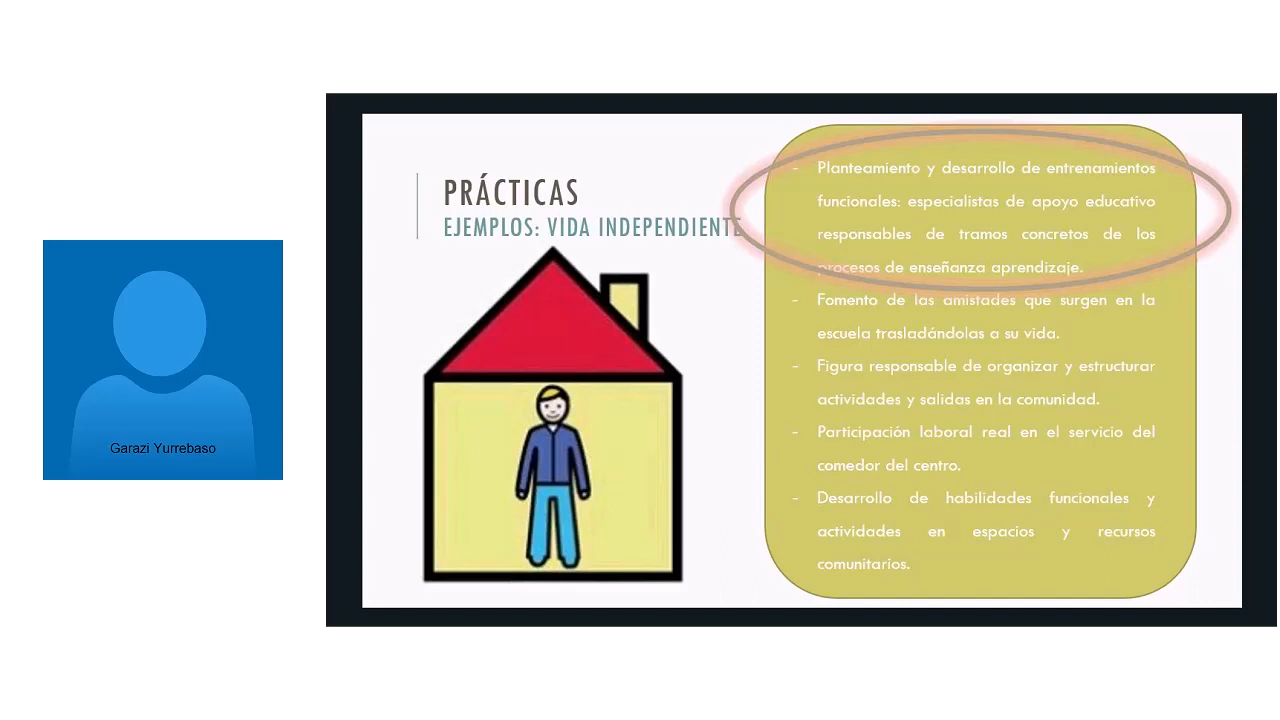 PRÁCTICAS
EJEMPLOS: VIDA INDEPENDIENTE
- Planteamiento y desarrollo de entrenamientos
funcionales: especialistas de apoyo educativo
responsables de tramos concretos de los
procesos de enseñanza aprendizaje.
- Fomento de las amistades que surgen en la
escuela trasladándolas a su vida.
- Figura responsable de organizar y estructurar
actividades y salidas en la comunidad.
- Participación laboral real en el servicio del
comedor del centro.
- Desarrollo de habilidades funcionales y
actividades en espacios y recursos
comunitarios.
Garazi Yurrebaso